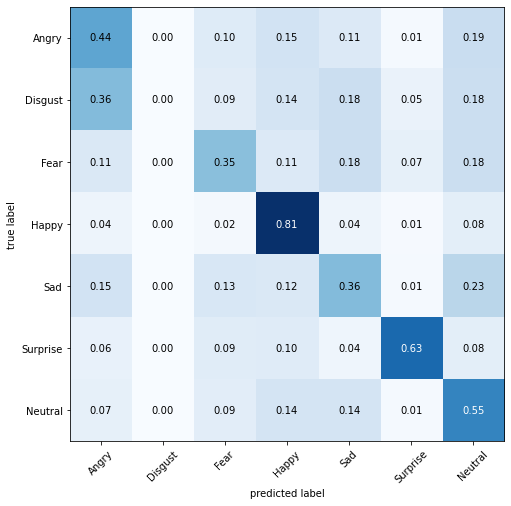 Angry 0.44 0.00 0.10 0.15 0.11 0.01 0.19
Disgust 0.36 0.00 0.09 0.14 0.18 0.05 0.18
Fear 0.11 0.00 0.35 0.11 0.18 0.07 0.18
Happy 0.04 0.00 0.02 0.81 0.04 0.01 0.08
true label
Sad 0.15 0.00 0.13 0.12 0.36 0.01 0.23
Surprise 0.06 0.00 0.09 0.10 0.04 0.63 0.08
Neutral 0.07 0.00 0.09 0.14 0.14 0.01 0.55
Angry Disgust Fear Happy Sad Surprise Neutral
predicted label